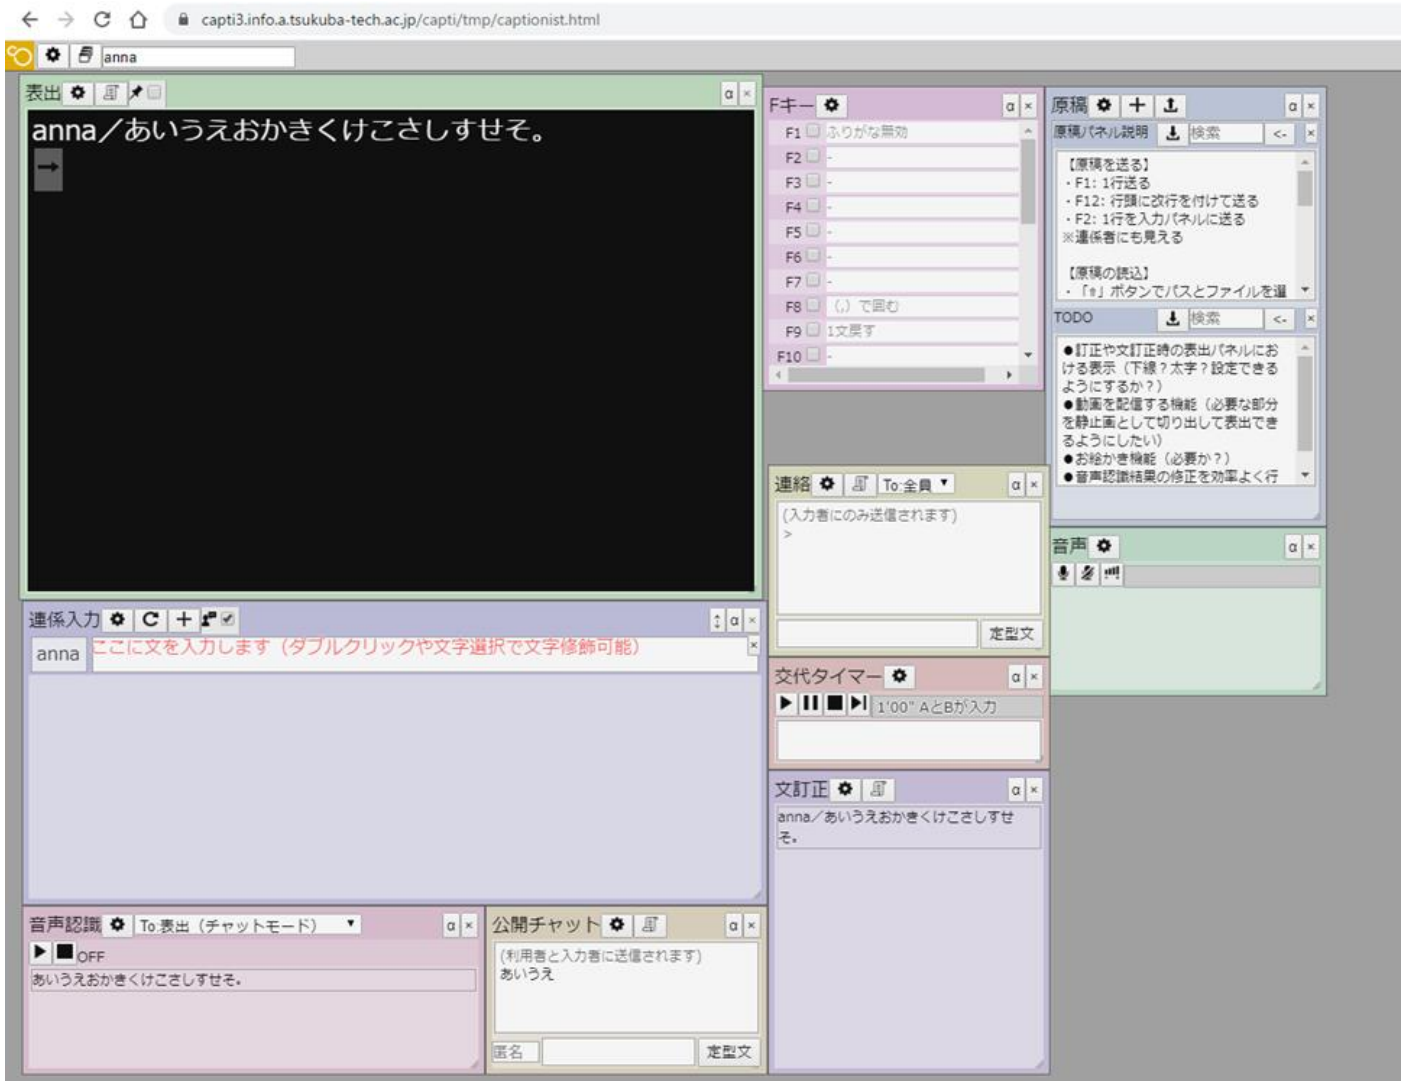 capti3.info.a.tsukuba-tech.ac.jp/capti/tmp/captionist.html
anna
表出
α ×
anna／あいうえおかきくけこさしすせそ。
→
連係入力
↕ α ×
anna
ここに文を入力します（ダブルクリックや文字選択で文字修飾可能）
×
音声認識 To:表出（チャットモード） ▼
α ×
OFF
あいうえおかきくけこさしすせそ。
公開チャット
α ×
(利用者と入力者に送信されます)
あいうえ
匿名
定型文
Fキー
α ×
F1 ふりがな無効
F2 -
F3 -
F4 -
F5 -
F6 -
F7 -
F8 （,）で囲む
F9 1文戻す
F10 -
連絡 To:全員 ▼
α ×
(入力者にのみ送信されます)
>
定型文
交代タイマー
α ×
1'00" AとBが入力
文訂正
α ×
anna／あいうえおかきくけこさしすせ
そ。
原稿
α ×
原稿パネル説明 検索 <- ×
【原稿を送る】
・F1: 1行送る
・F12: 行頭に改行を付けて送る
・F2: 1行を入力パネルに送る
※連係者にも見える
【原稿の読込】
・「⇧」ボタンでパスとファイルを選
TODO 検索 <- ×
●訂正や文訂正時の表出パネルにお
ける表示（下線？太字？設定できる
ようにするか？）
●動画を配信する機能（必要な部分
を静止画として切り出して表出でき
るようにしたい）
●お絵かき機能（必要か？）
●音声認識結果の修正を効率よく行
音声
α ×